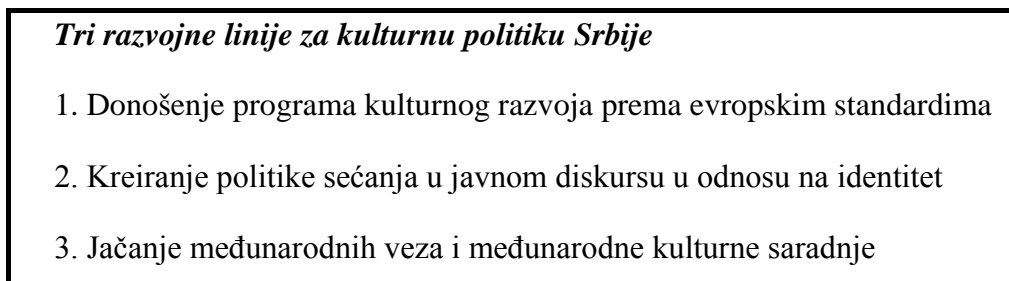 Tri razvojne linije za kulturnu politiku Srbije
1. Donošenje programa kulturnog razvoja prema evropskim standardima
2. Kreiranje politike sećanja u javnom diskursu u odnosu na identitet
3. Jačanje međunarodnih veza i međunarodne kulturne saradnje